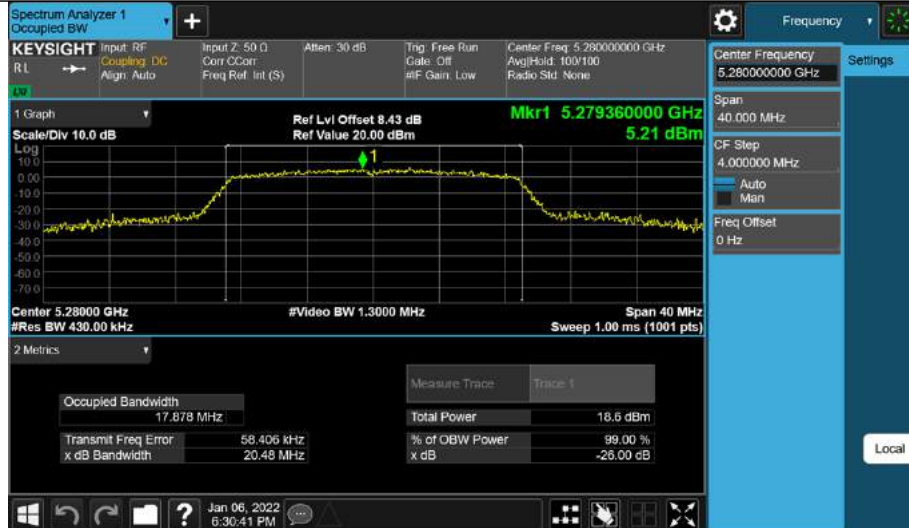 Spectrum Analyzer 1
Occupied BW
+
Frequency
KEYSIGHT
RL
Input: RF
Coupling: DC
Align: Auto
Input Z: 50 Ω
Corr CCorr
Freq Ref: Int (S)
Atten: 30 dB
Trig: Free Run
Gate: Off
#IF Gain: Low
Center Freq: 5.280000000 GHz
Avg|Hold: 100/100
Radio Std: None
1 Graph
Scale/Div 10.0 dB
Ref Lvl Offset 8.43 dB
Ref Value 20.00 dBm
Mkr1 5.279360000 GHz
5.21 dBm
Log
10.0
0.00
-10.0
-20.0
-30.0
-40.0
-50.0
-60.0
-70.0
1
Center 5.28000 GHz
#Res BW 430.00 kHz
#Video BW 1.3000 MHz
Span 40 MHz
Sweep 1.00 ms (1001 pts)
2 Metrics
Measure Trace
Trace 1
Occupied Bandwidth
17.878 MHz
Total Power
18.6 dBm
Transmit Freq Error
58.406 kHz
% of OBW Power
99.00 %
x dB Bandwidth
20.48 MHz
x dB
-26.00 dB
Center Frequency
5.280000000 GHz
Settings
Span
40.000 MHz
CF Step
4.000000 MHz
Auto
Man
Freq Offset
0 Hz
Local
?
Jan 06, 2022
6:30:41 PM